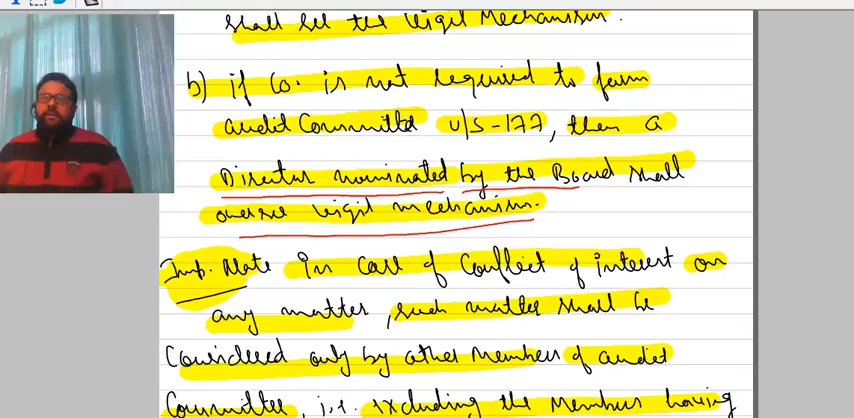 shall see the vigil Mechanism.
b) if Co. is not required to form
audit Committee u/S-177, then a
Director nominated by the Board shall
oversee vigil mechanism.
Imp. Note In case of Conflict of interest on
any matter, such matter shall be
Considered only by other Members of audit
Committee, i.e. excluding the Member having